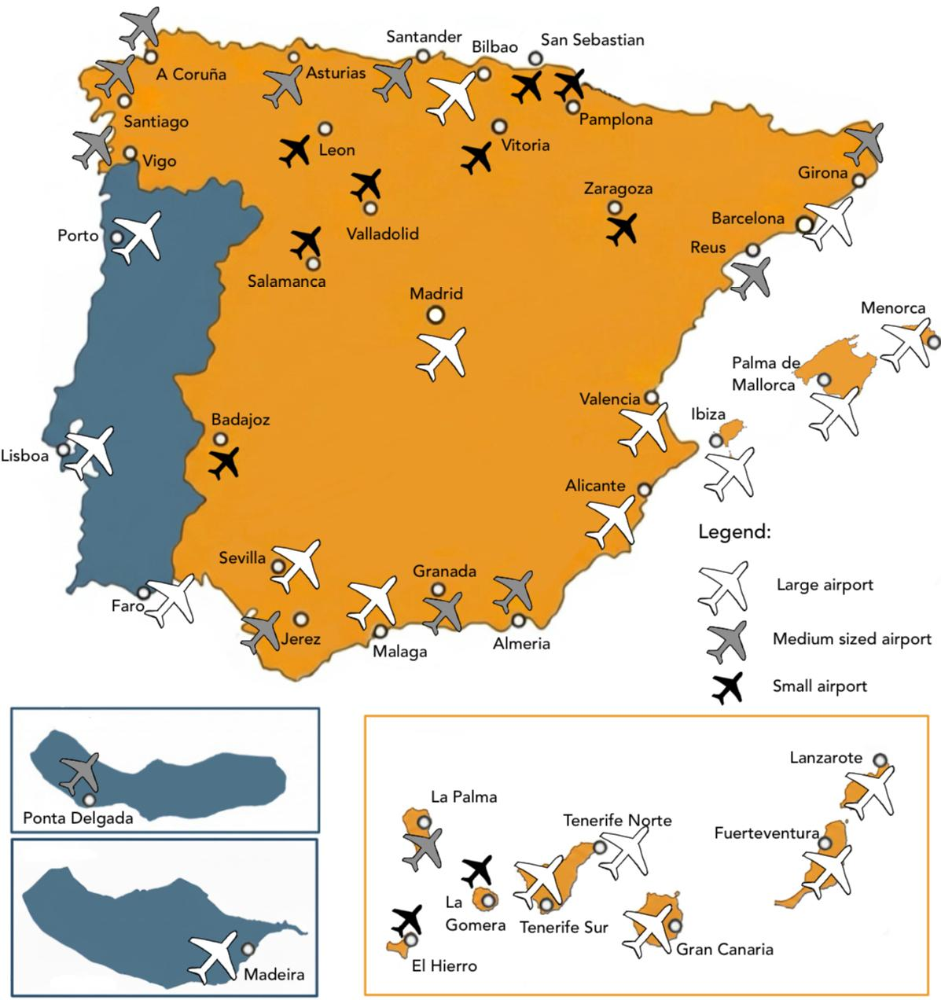 Santander
San Sebastian
Bilbao
A Coruña
Asturias
Pamplona
Santiago
Leon
Vitoria
Vigo
Girona
Zaragoza
Barcelona
Valladolid
Porto
Reus
Salamanca
Madrid
Menorca
Palma de
Mallorca
Valencia
Ibiza
Badajoz
Lisboa
Alicante
Legend:
Sevilla
Granada
Large airport
Faro
Jerez
Medium sized airport
Malaga
Almeria
Small airport
Lanzarote
La Palma
Ponta Delgada
Tenerife Norte
Fuerteventura
La
Gomera
Tenerife Sur
Gran Canaria
El Hierro
Madeira